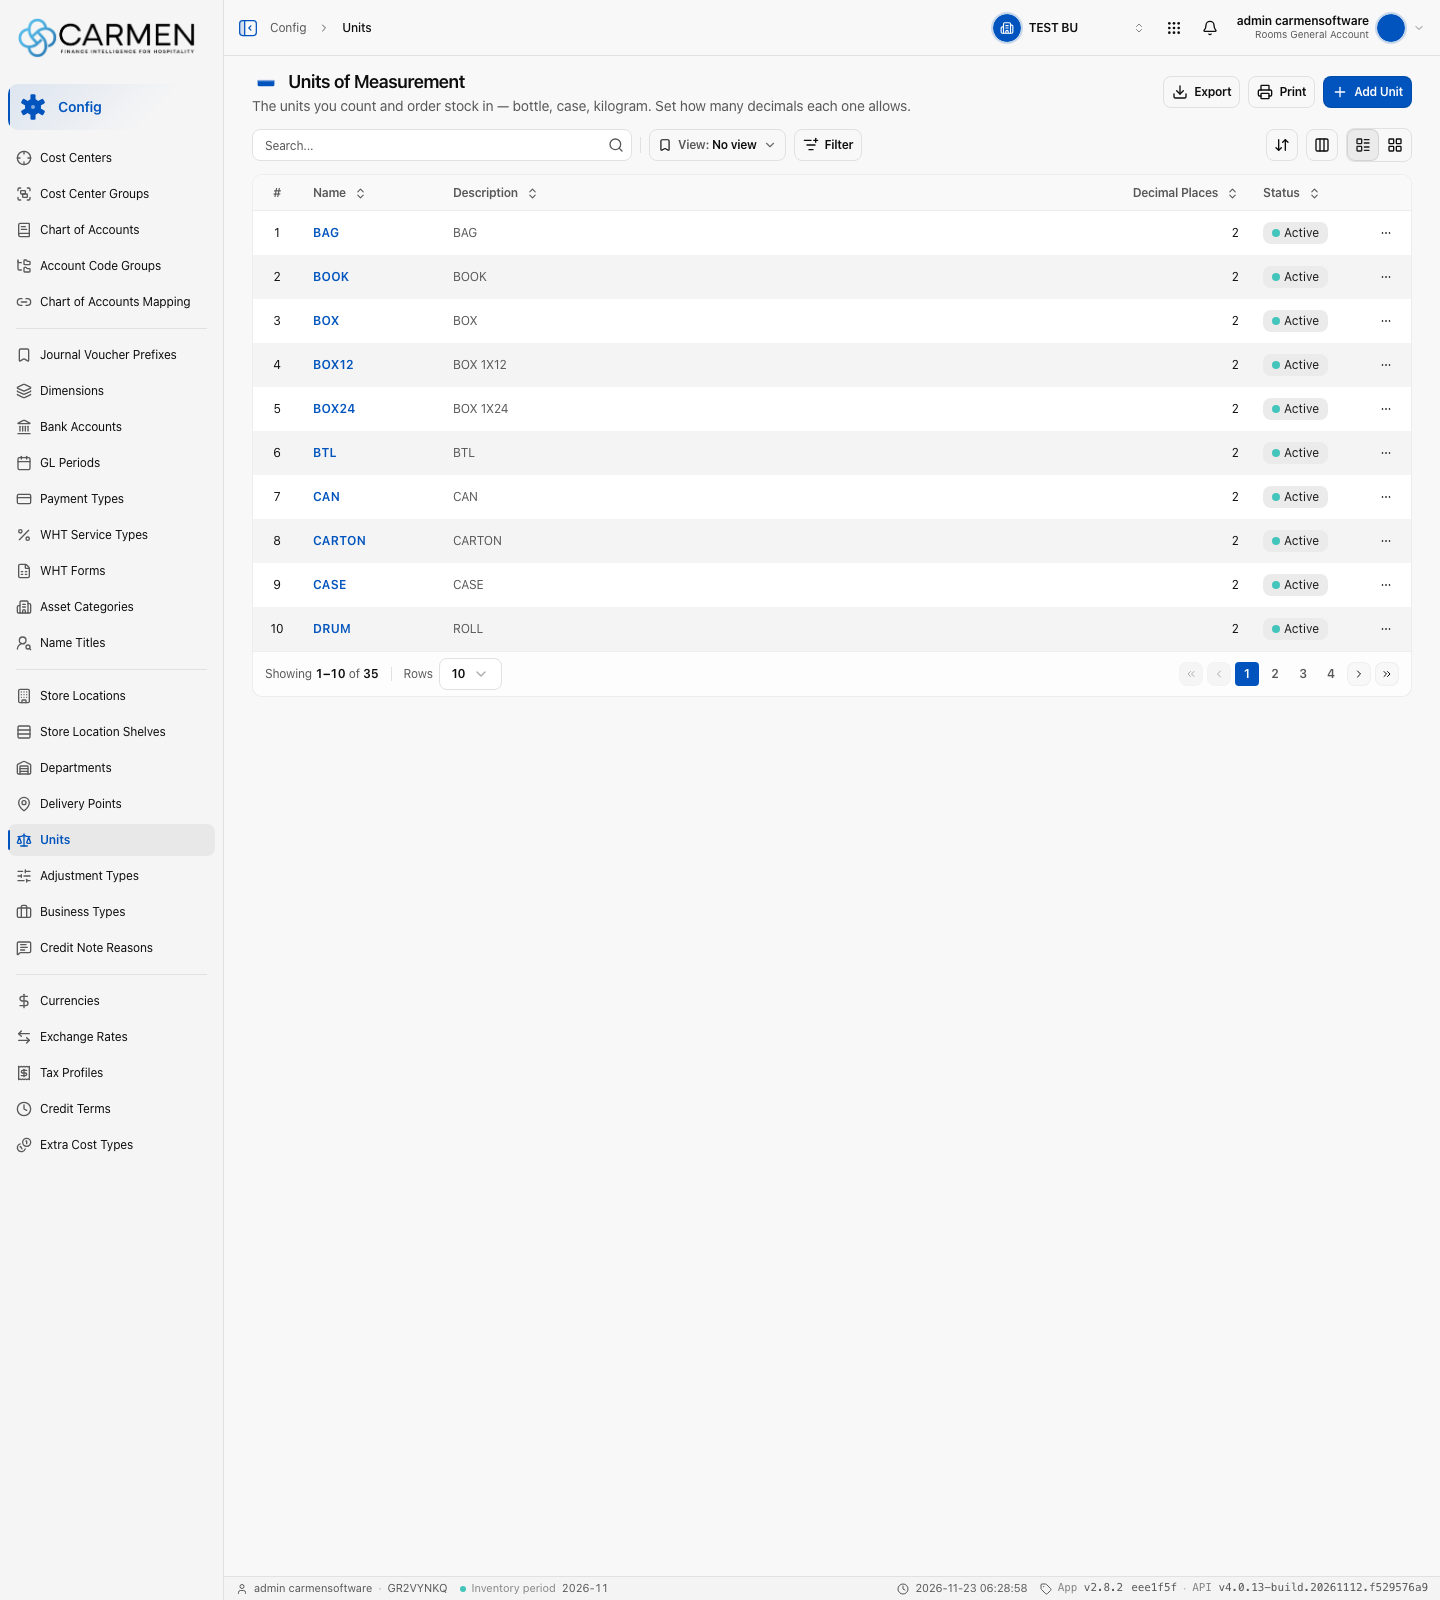 CARMEN
FINANCE INTELLIGENCE FOR HOSPITALITY
Config
Cost Centers
Cost Center Groups
Chart of Accounts
Account Code Groups
Chart of Accounts Mapping
Journal Voucher Prefixes
Dimensions
Bank Accounts
GL Periods
Payment Types
WHT Service Types
WHT Forms
Asset Categories
Name Titles
Store Locations
Store Location Shelves
Departments
Delivery Points
Units
Adjustment Types
Business Types
Credit Note Reasons
Currencies
Exchange Rates
Tax Profiles
Credit Terms
Extra Cost Types
Config > Units
TEST BU
admin carmensoftware
Rooms General Account
Units of Measurement
The units you count and order stock in — bottle, case, kilogram. Set how many decimals each one allows.
Export Print Add Unit
Search... View: No view Filter
# Name Description Decimal Places Status
1 BAG BAG 2 Active ...
2 BOOK BOOK 2 Active ...
3 BOX BOX 2 Active ...
4 BOX12 BOX 1X12 2 Active ...
5 BOX24 BOX 1X24 2 Active ...
6 BTL BTL 2 Active ...
7 CAN CAN 2 Active ...
8 CARTON CARTON 2 Active ...
9 CASE CASE 2 Active ...
10 DRUM ROLL 2 Active ...
Showing 1–10 of 35 Rows 10 « ‹ 1 2 3 4 › »
admin carmensoftware · GR2VYNKQ Inventory period 2026-11 2026-11-23 06:28:58 App v2.8.2 eee1f5f · API v4.0.13-build.20261112.f529576a9